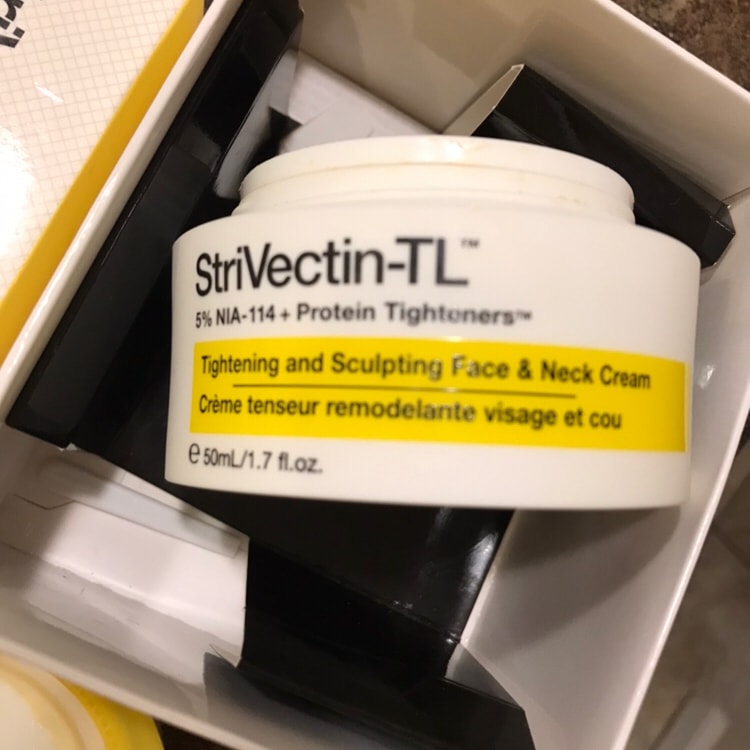 StriVectin-TL™
5% NIA-114 + Protein Tighteners™
Tightening and Sculpting Face & Neck Cream
Crème tenseur remodelante visage et cou
℮ 50mL/1.7 fl.oz.